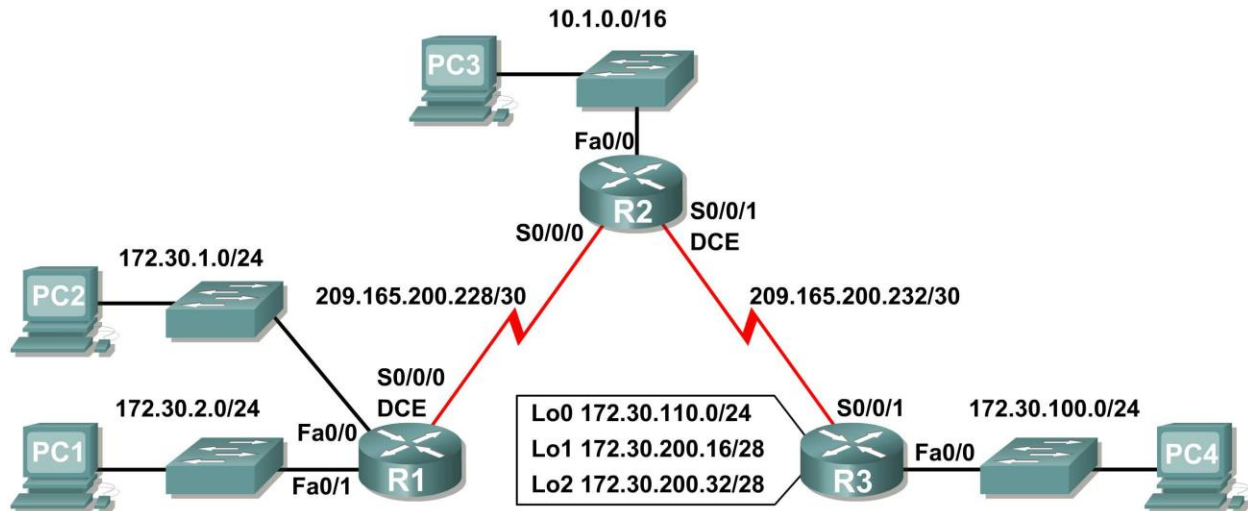 10.1.0.0/16
PC3
Fa0/0
R2
S0/0/1
DCE
S0/0/0
172.30.1.0/24
PC2
209.165.200.228/30
209.165.200.232/30
S0/0/0
DCE
172.30.2.0/24
PC1
Fa0/0
Fa0/1
R1
Lo0 172.30.110.0/24
Lo1 172.30.200.16/28
Lo2 172.30.200.32/28
S0/0/1
172.30.100.0/24
R3
Fa0/0
PC4